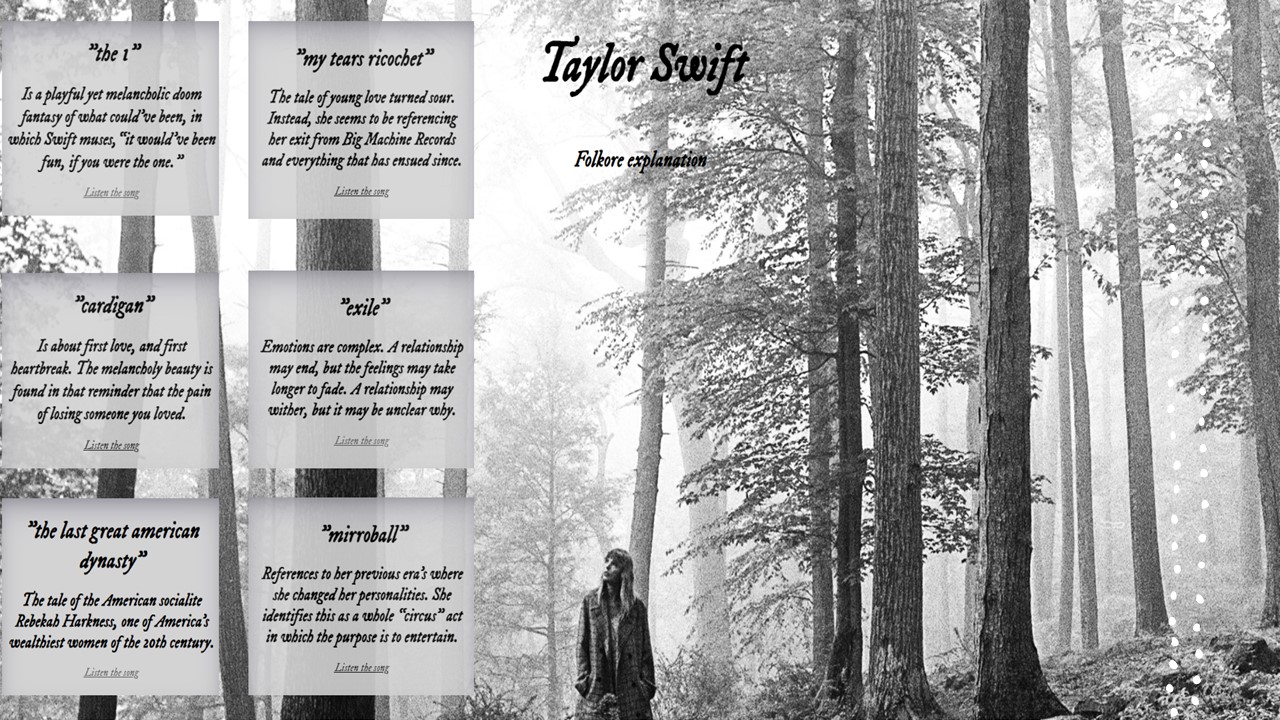 Taylor Swift
Folkore explanation
”the 1”
Is a playful yet melancholic doom
fantasy of what could’ve been, in
which Swift muses, “it would’ve been
fun, if you were the one.”
Listen the song
”my tears ricochet”
The tale of young love turned sour.
Instead, she seems to be referencing
her exit from Big Machine Records
and everything that has ensued since.
Listen the song
”cardigan”
Is about first love, and first
heartbreak. The melancholy beauty is
found in that reminder that the pain
of losing someone you loved.
Listen the song
”exile”
Emotions are complex. A relationship
may end, but the feelings may take
longer to fade. A relationship may
wither, but it may be unclear why.
Listen the song
”the last great american
dynasty”
The tale of the American socialite
Rebekah Harkness, one of America’s
wealthiest women of the 20th century.
Listen the song
”mirroball”
References to her previous era’s where
she changed her personalities. She
identifies this as a whole “circus” act
in which the purpose is to entertain.
Listen the song